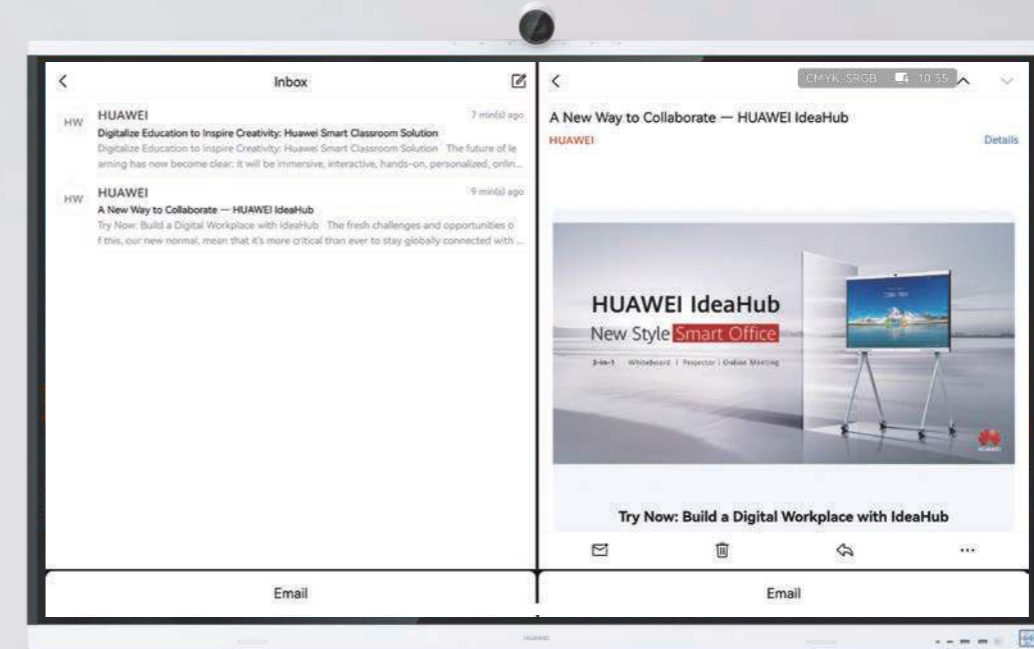 Inbox
HW
HUAWEI
7 min(s) ago
Digitalize Education to Inspire Creativity: Huawei Smart Classroom Solution
Digitalize Education to Inspire Creativity: Huawei Smart Classroom Solution The future of le
arning has now become clear: it will be immersive, interactive, hands-on, personalized, onlin...
HW
HUAWEI
9 min(s) ago
A New Way to Collaborate — HUAWEI IdeaHub
Try Now: Build a Digital Workplace with IdeaHub The fresh challenges and opportunities o
f this, our new normal, mean that it's more critical than ever to stay globally connected with ...
Email
CMYK-SRGB 10:55
A New Way to Collaborate — HUAWEI IdeaHub
HUAWEI
Details
HUAWEI IdeaHub
New Style Smart Office
3-in-1 Whiteboard | Projector | Online Meeting
HUAWEI
Try Now: Build a Digital Workplace with IdeaHub
Email
HUAWEI